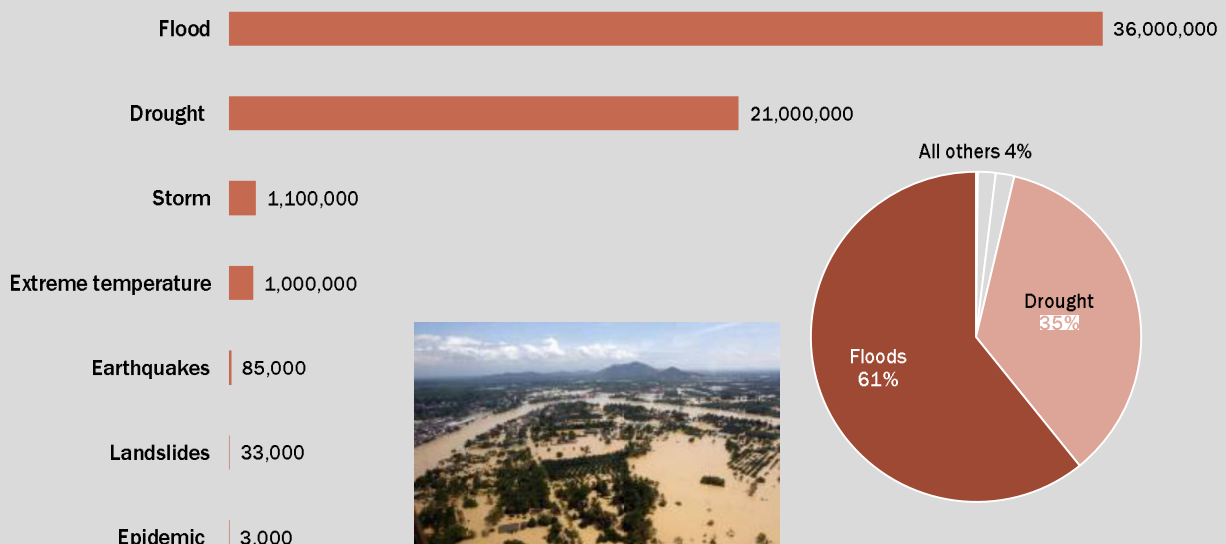 Flood 36,000,000
Drought 21,000,000
All others 4%
Storm 1,100,000
Extreme temperature 1,000,000
Drought
35%
Floods
61%
Earthquakes 85,000
Landslides 33,000
Epidemic 3,000